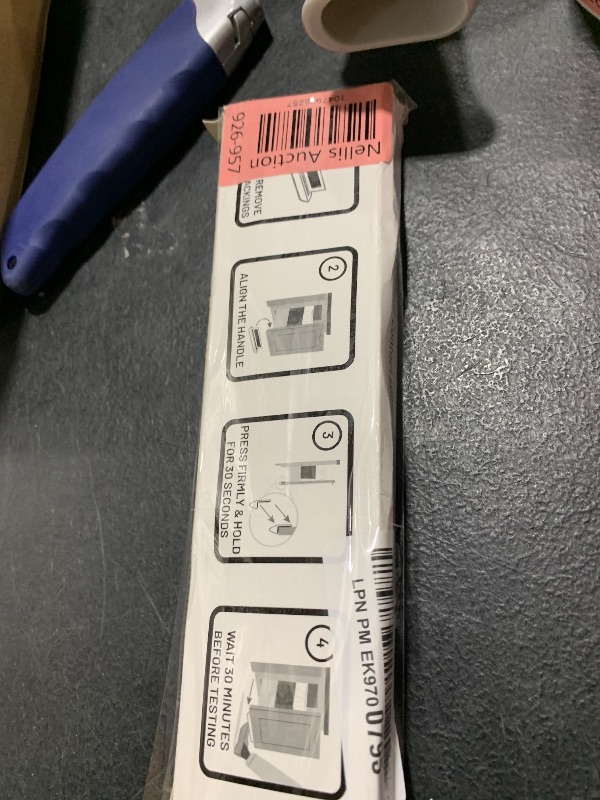 926-957
Nellis Auction
REMOVE
2
ALIGN THE HANDLE
3
PRESS FIRMLY & HOLD
FOR 30 SECONDS
4
WAIT 30 MINUTES
BEFORE TESTING
LPN PM EK970